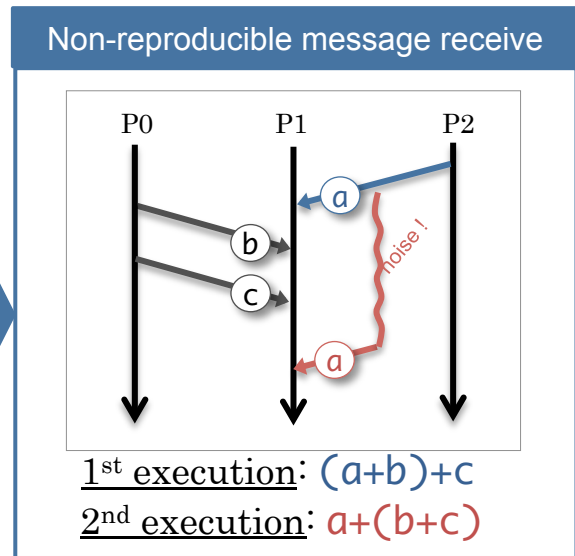 Non-reproducible message receive
P0 P1 P2
a
b
noise !
c
a
1st execution: (a+b)+c
2nd execution: a+(b+c)